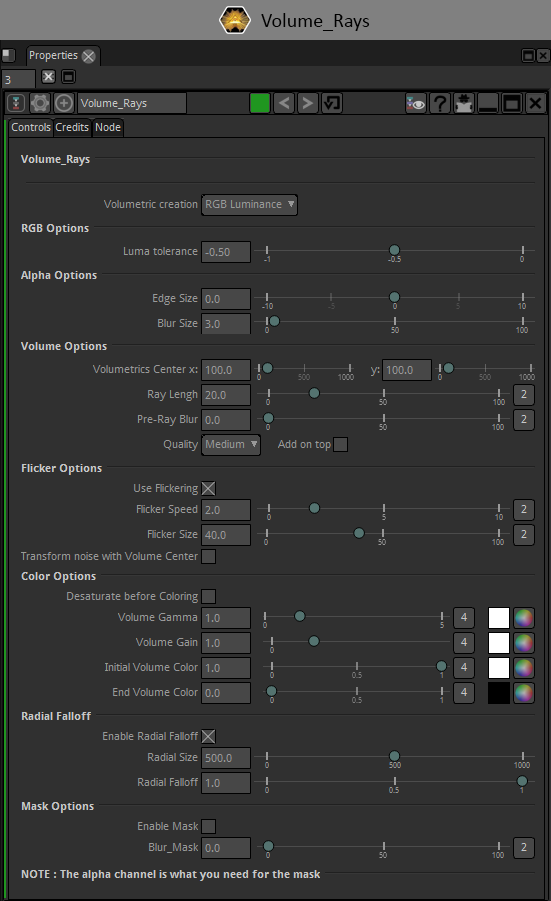 Volume_Rays
Properties
3
Volume_Rays
Controls Credits Node
Volume_Rays
Volumetric creation RGB Luminance
RGB Options
Luma tolerance -0.50 -1 -0.5 0
Alpha Options
Edge Size 0.0 -10 -5 0 5 10
Blur Size 3.0 0 50 100
Volume Options
Volumetrics Center x: 100.0 0 500 1000 y: 100.0 0 500 1000
Ray Lengh 20.0 0 50 100 2
Pre-Ray Blur 0.0 0 50 100 2
Quality Medium Add on top
Flicker Options
Use Flickering
Flicker Speed 2.0 0 5 10 2
Flicker Size 40.0 0 50 100 2
Transform noise with Volume Center
Color Options
Desaturate before Coloring
Volume Gamma 1.0 0 5 4
Volume Gain 1.0 0 4
Initial Volume Color 1.0 0 0.5 1 4
End Volume Color 0.0 0 0.5 1 4
Radial Falloff
Enable Radial Falloff
Radial Size 500.0 0 500 1000
Radial Falloff 1.0 0 0.5 1
Mask Options
Enable Mask
Blur_Mask 0.0 0 50 100 2
NOTE : The alpha channel is what you need for the mask